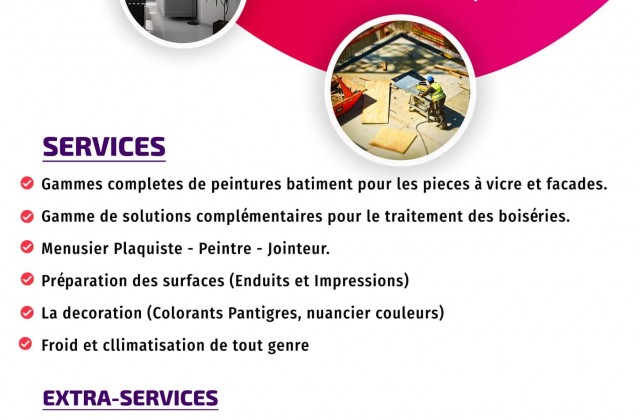 SERVICES
Gammes completes de peintures batiment pour les pieces à vicre et facades.
Gamme de solutions complémentaires pour le traitement des boiséries.
Menusier Plaquiste - Peintre - Jointeur.
Préparation des surfaces (Enduits et Impressions)
La decoration (Colorants Pantigres, nuancier couleurs)
Froid et cllimatisation de tout genre
EXTRA-SERVICES